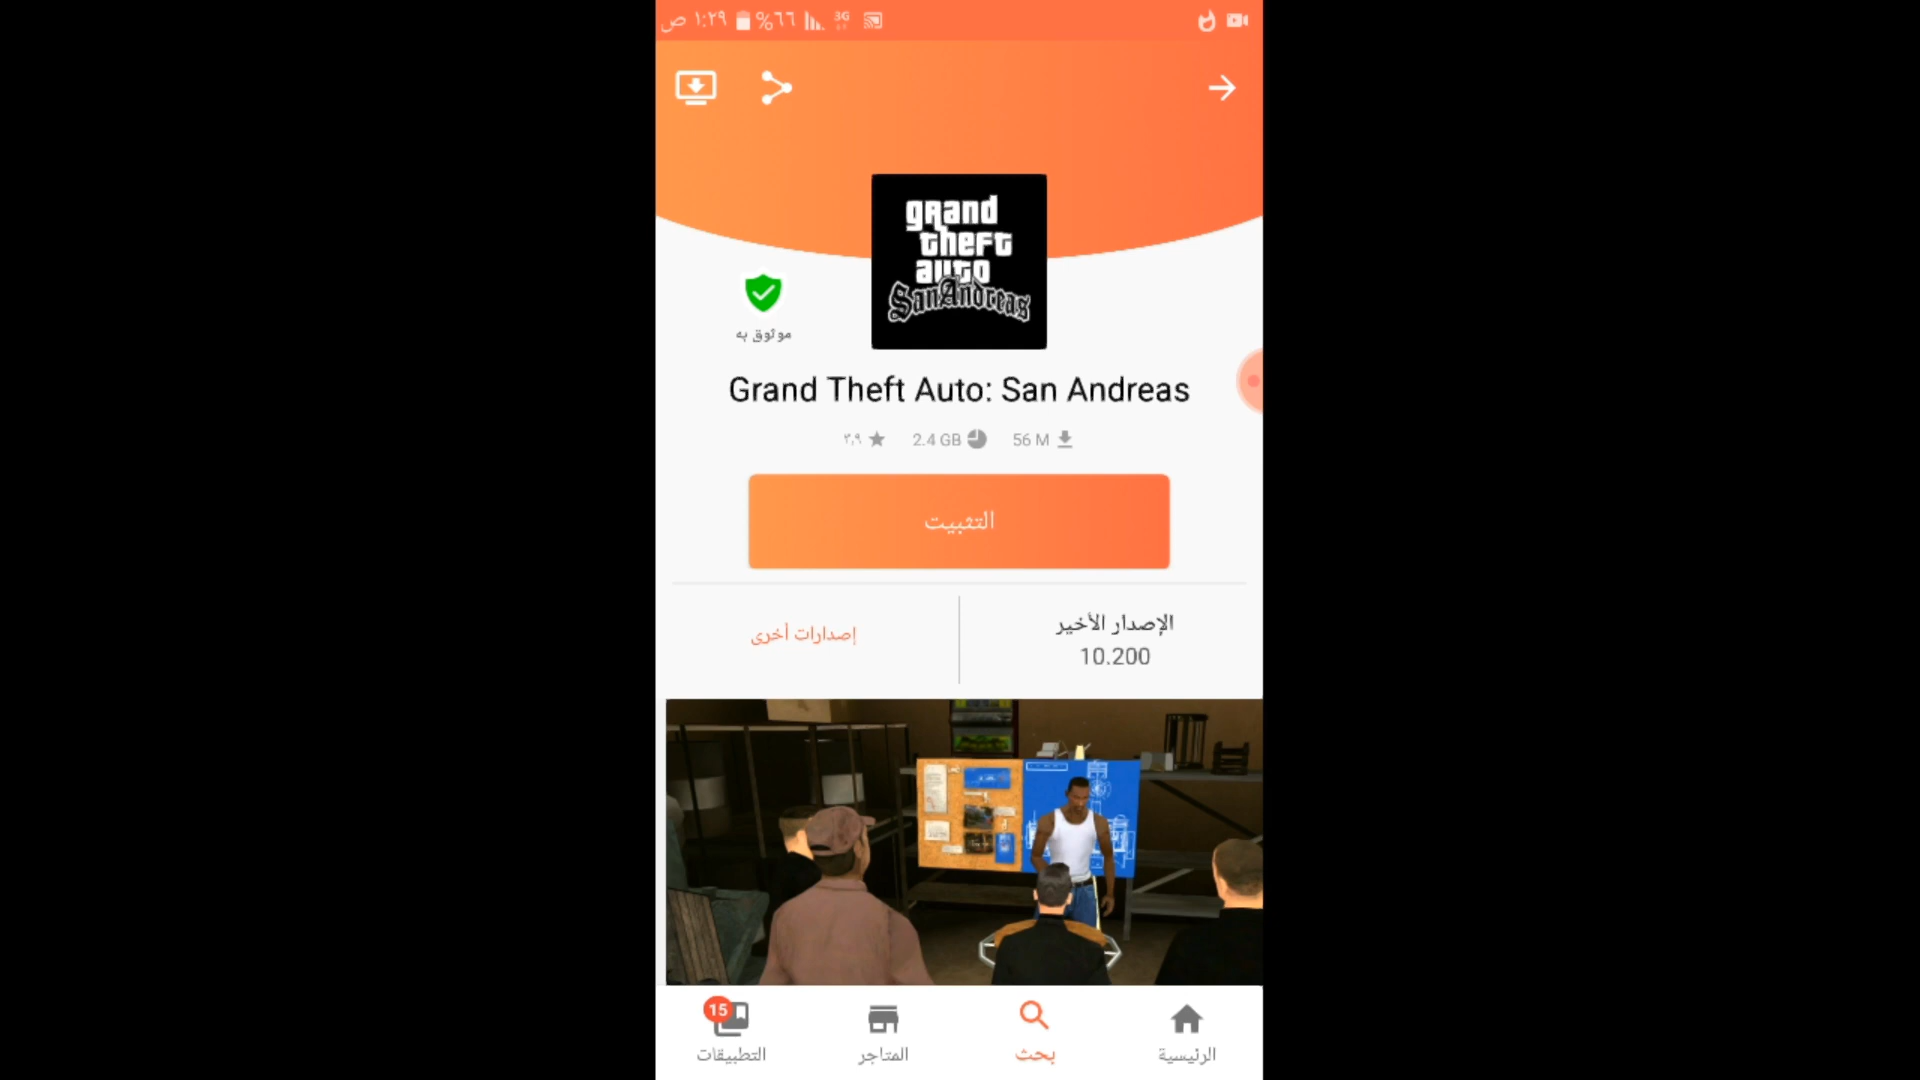 ١:٢٩ ص ٦٦% 3G
grand
theft
auto
San Andreas
موثوق به
Grand Theft Auto: San Andreas
٣,٩ 2.4 GB 56 M
التثبيت
الإصدار الأخير
10.200
إصدارات أخرى
الرئيسية
بحث
المتاجر
15
التطبيقات